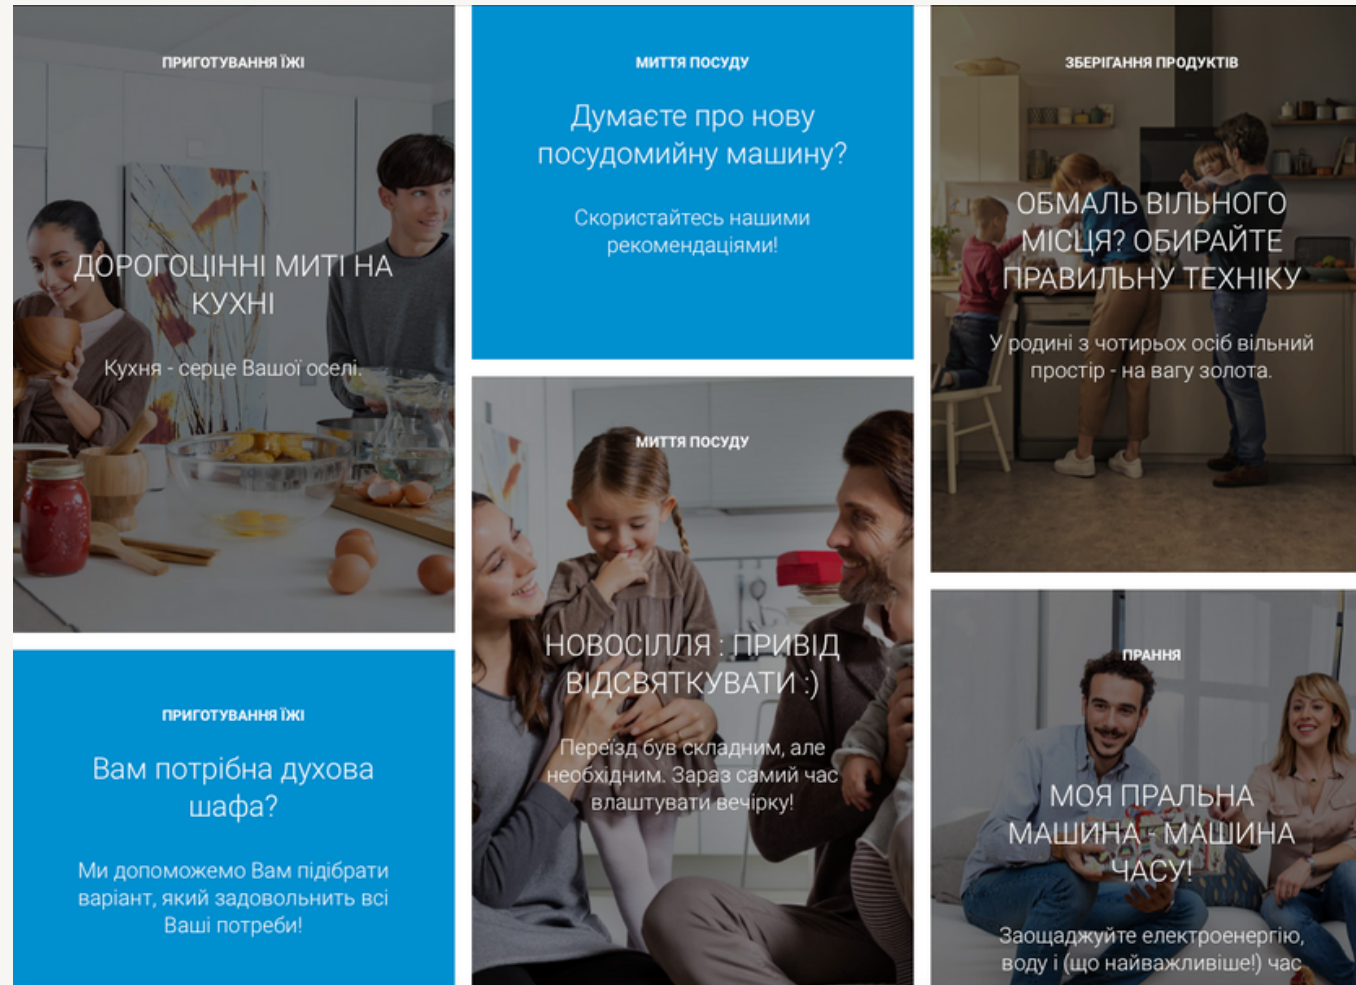 ПРИГОТУВАННЯ ЇЖІ
ДОРОГОЦІННІ МИТІ НА
КУХНІ
Кухня - серце Вашої оселі.
ПРИГОТУВАННЯ ЇЖІ
Вам потрібна духова
шафа?
Ми допоможемо Вам підібрати
варіант, який задовольнить всі
Ваші потреби!
МИТТЯ ПОСУДУ
Думаєте про нову
посудомийну машину?
Скористайтесь нашими
рекомендаціями!
МИТТЯ ПОСУДУ
НОВОСІЛЛЯ : ПРИВІД
ВІДСВЯТКУВАТИ :)
Переїзд був складним, але
необхідним. Зараз самий час
влаштувати вечірку!
ЗБЕРІГАННЯ ПРОДУКТІВ
ОБМАЛЬ ВІЛЬНОГО
МІСЦЯ? ОБИРАЙТЕ
ПРАВИЛЬНУ ТЕХНІКУ
У родині з чотирьох осіб вільний
простір - на вагу золота.
ПРАННЯ
МОЯ ПРАЛЬНА
МАШИНА - МАШИНА
ЧАСУ!
Заощаджуйте електроенергію,
воду і (що найважливіше!) час